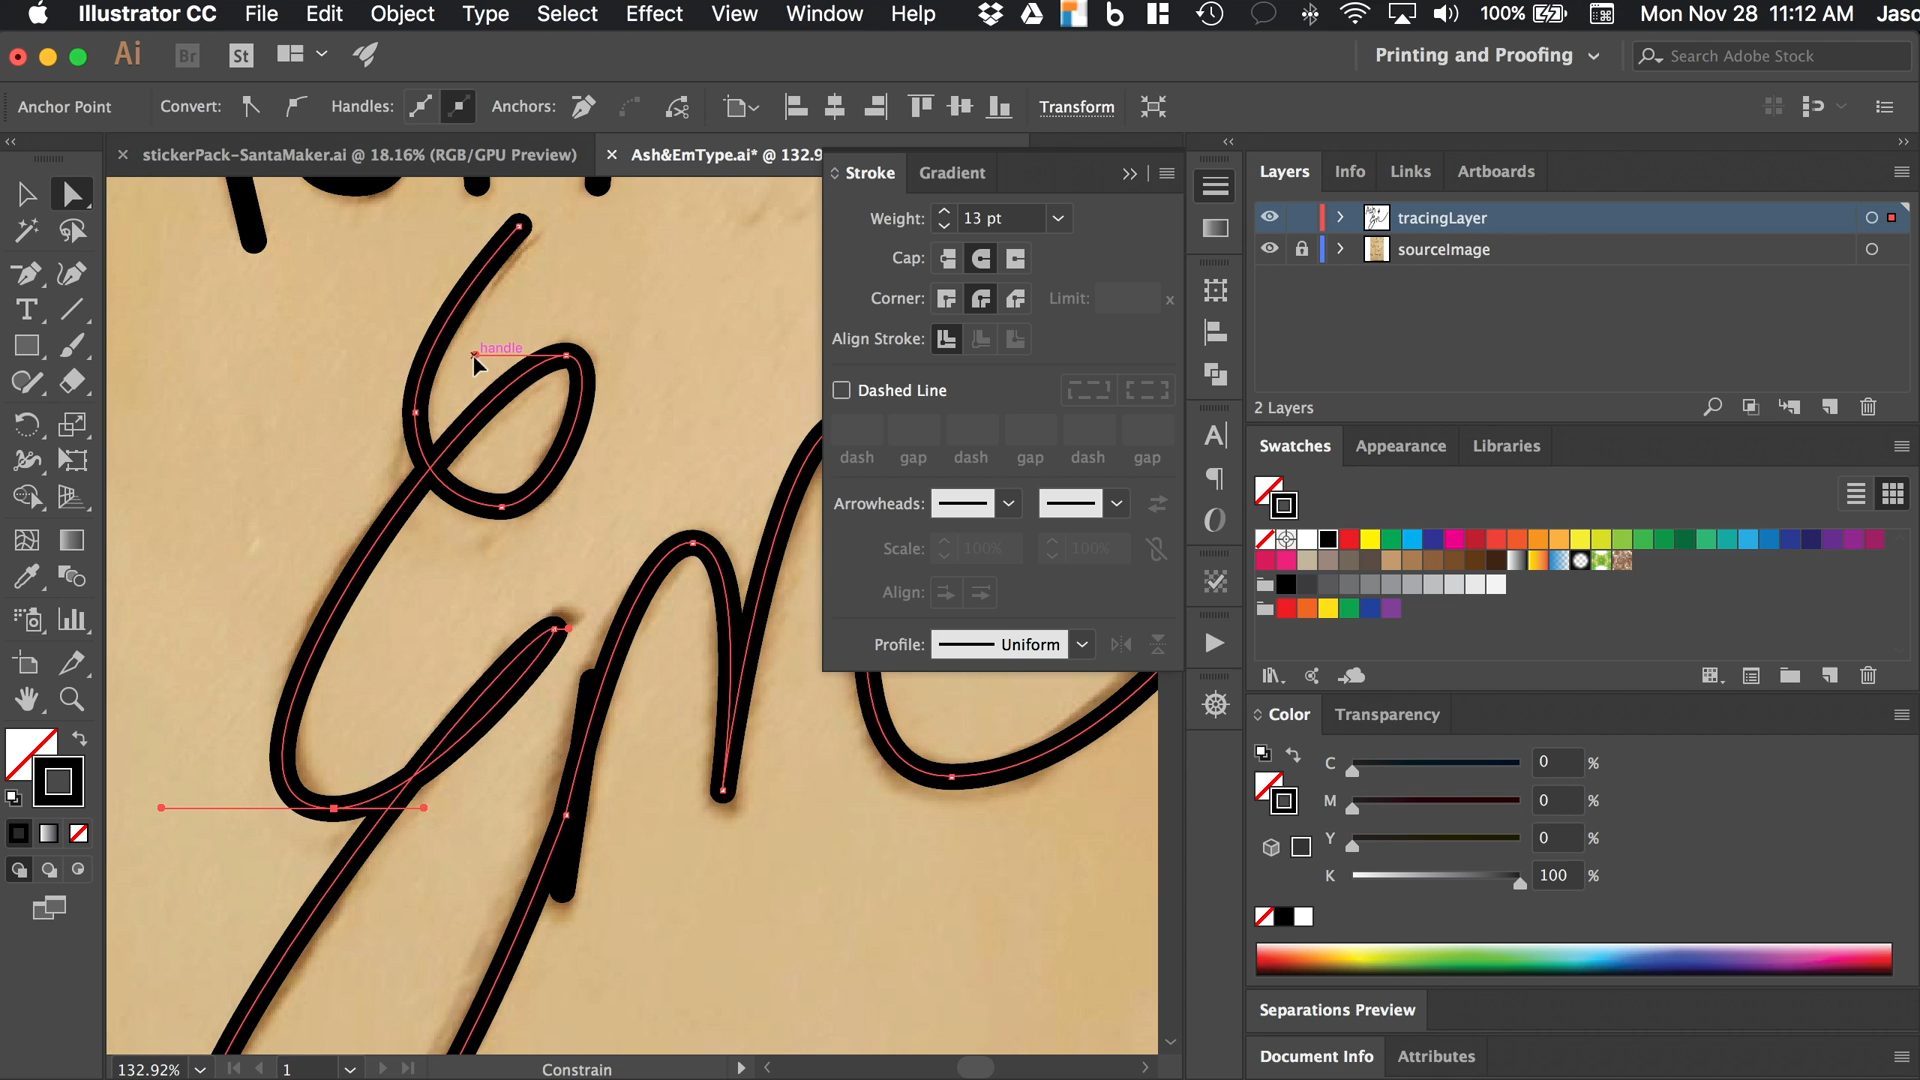 Illustrator CC File Edit Object Type Select Effect View Window Help 100% Mon Nov 28 11:12 AM Jaso
Ai Br St Printing and Proofing Search Adobe Stock
Anchor Point Convert: Handles: Anchors: Transform
× stickerPack-SantaMaker.ai @ 18.16% (RGB/GPU Preview) × Ash&EmType.ai* @ 132.9
Stroke Gradient
Weight: 13 pt
Cap:
Corner: Limit: x
Align Stroke:
Dashed Line
dash gap dash gap dash gap
Arrowheads:
Scale: 100% 100%
Align:
Profile: Uniform
handle
Em
Layers Info Links Artboards
tracingLayer
sourceImage
2 Layers
Swatches Appearance Libraries
Color Transparency
C 0 %
M 0 %
Y 0 %
K 100 %
Separations Preview
Document Info Attributes
132.92% 1 Constrain